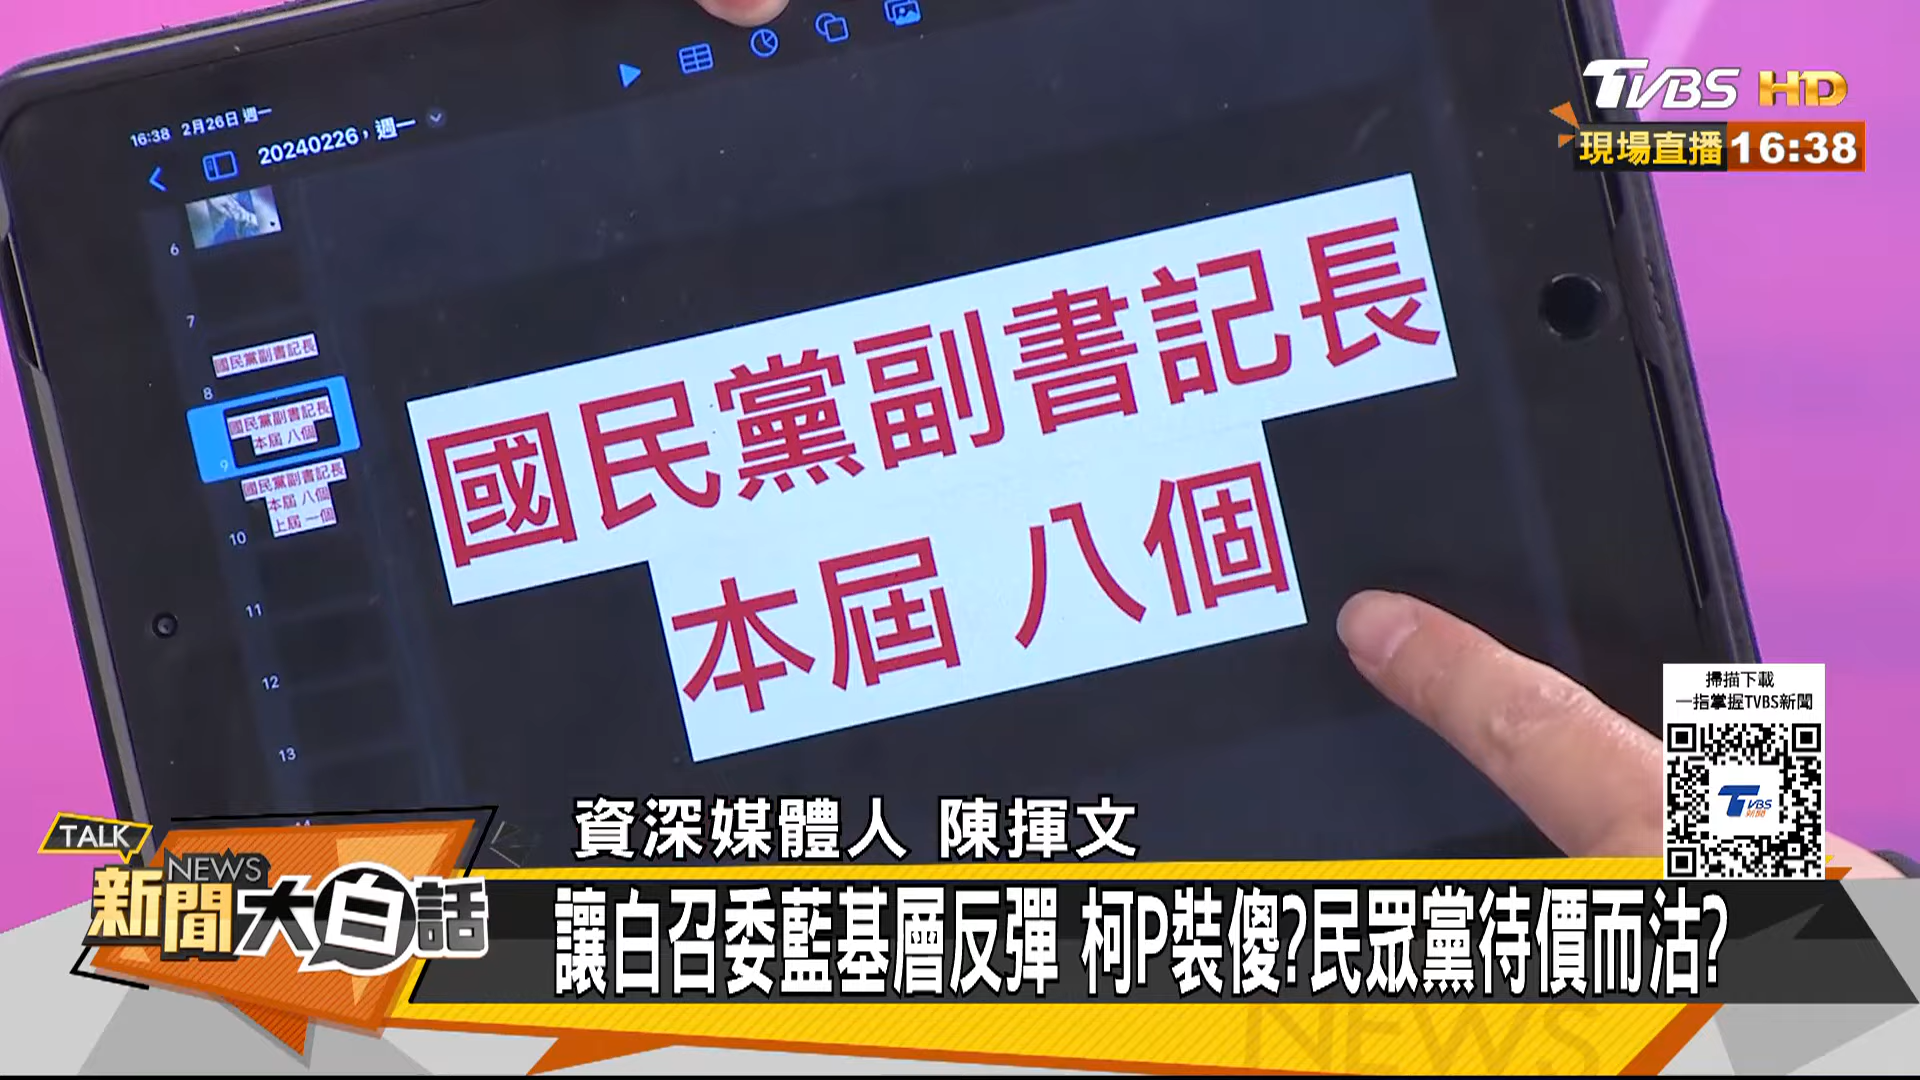 TVBS HD
現場直播 16:38
16:38 2月26日 週一
20240226，週一
6
7
國民黨副書記長
8
國民黨副書記長
本屆 八個
9
國民黨副書記長
本屆 八個
上屆 一個
10
11
12
13
國民黨副書記長
本屆 八個
掃描下載
一指掌握TVBS新聞
TVBS
新聞
資深媒體人 陳揮文
TALK
NEWS
新聞大白話
讓白召委藍基層反彈 柯P裝傻?民眾黨待價而沽?
NEWS